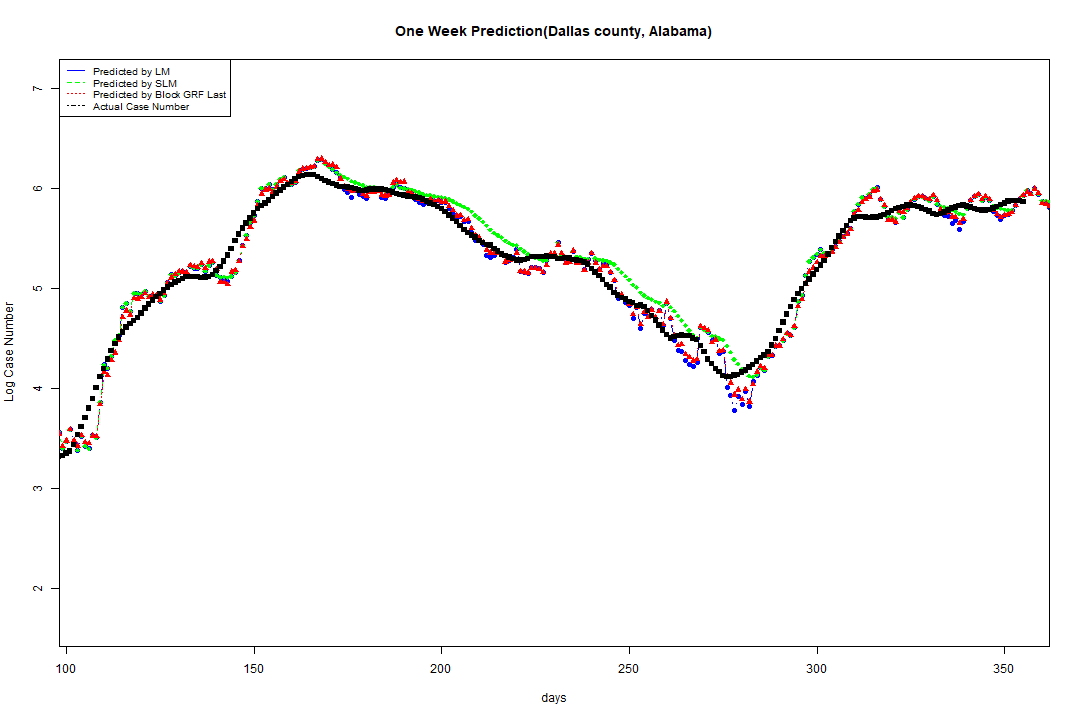 One Week Prediction(Dallas county, Alabama)
Predicted by LM
Predicted by SLM
Predicted by Block GRF Last
Actual Case Number
7
6
5
4
3
2
Log Case Number
100 150 200 250 300 350
days